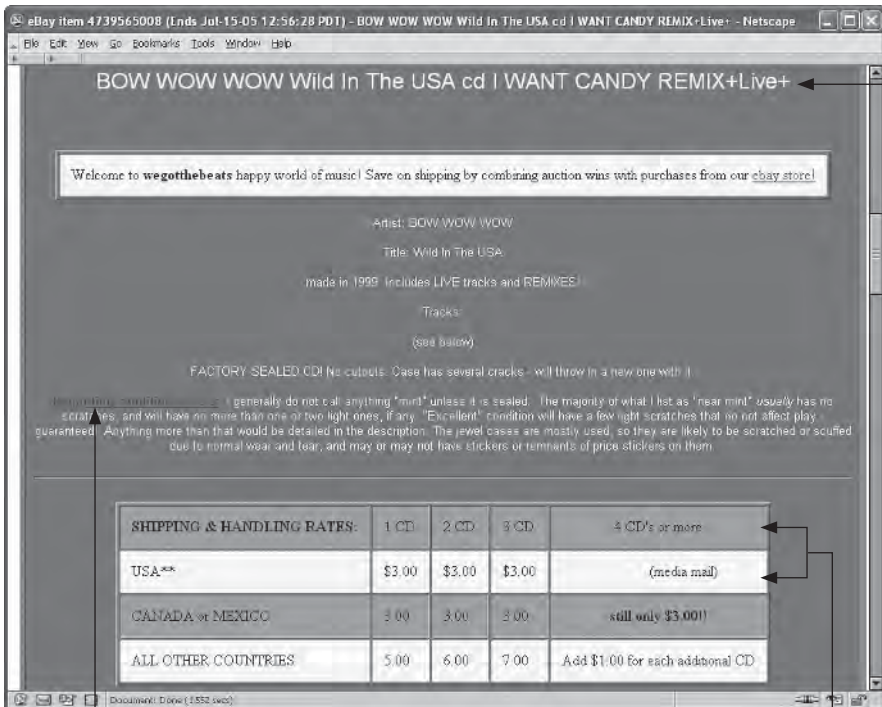 eBay item 4739565008 (Ends Jul-15-05 12:56:28 PDT) - BOW WOW WOW Wild In The USA cd I WANT CANDY REMIX+Live+ - Netscape
File Edit View Go Bookmarks Tools Window Help
BOW WOW WOW Wild In The USA cd I WANT CANDY REMIX+Live+
Welcome to wegotthebeats happy world of music! Save on shipping by combining auction wins with purchases from our ebay store!
Artist: BOW WOW WOW
Title: Wild In The USA
made in 1999. Includes LIVE tracks and REMIXES!
Tracks:
(see below)
FACTORY SEALED CD! No cutouts. Case has several cracks - will throw in a new one with it.
I generally do not call anything "mint" unless it is sealed. The majority of what I list as "near mint" usually has no
scratches, and will have no more than one or two light ones, if any. "Excellent" condition will have a few light scratches that do not affect play -
guaranteed. Anything more than that would be detailed in the description. The jewel cases are mostly used, so they are likely to be scratched or scuffed
due to normal wear and tear, and may or may not have stickers or remnants of price stickers on them.
SHIPPING & HANDLING RATES: 1 CD 2 CD 3 CD 4 CD's or more
USA** $3.00 $3.00 $3.00 (media mail)
CANADA or MEXICO 3.00 3.00 3.00 still only $3.00!!
ALL OTHER COUNTRIES 5.00 6.00 7.00 Add $1.00 for each additional CD
Document: Done (1.552 secs)